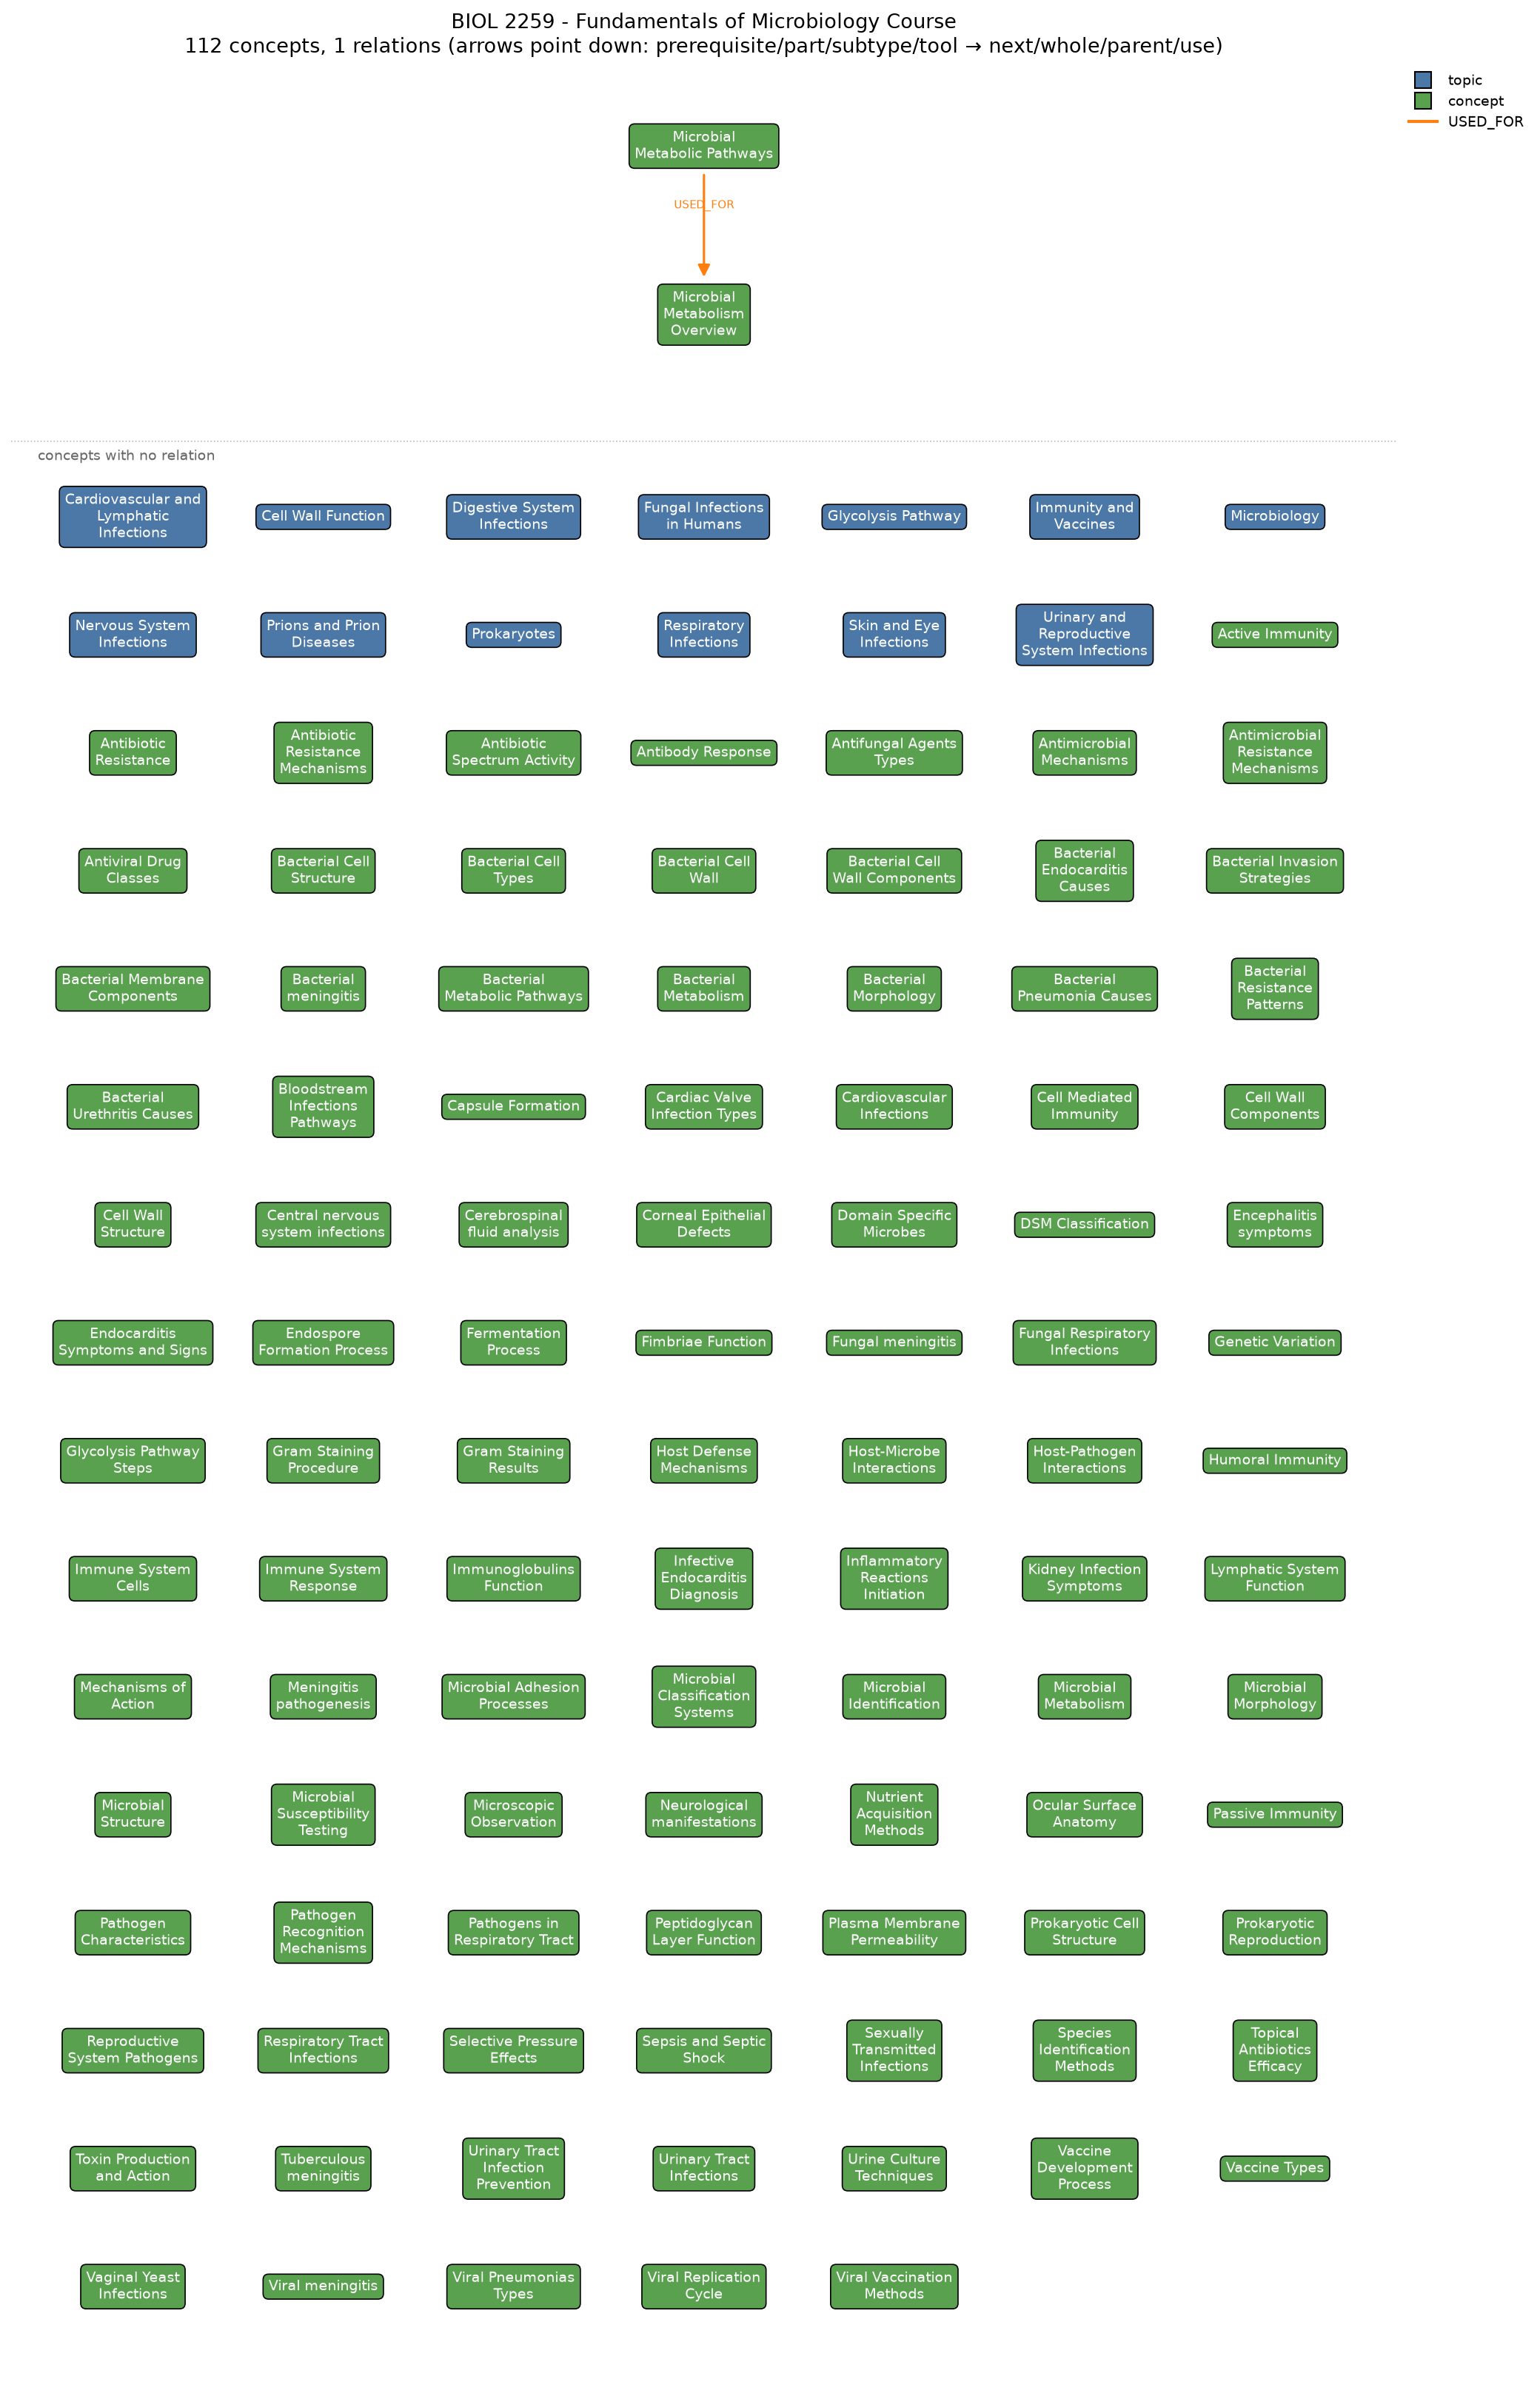 BIOL 2259 - Fundamentals of Microbiology Course
112 concepts, 1 relations (arrows point down: prerequisite/part/subtype/tool → next/whole/parent/use)
topic
concept
USED_FOR
Microbial
Metabolic Pathways
USED_FOR
Microbial
Metabolism
Overview
concepts with no relation
Cardiovascular and
Lymphatic
Infections
Cell Wall Function
Digestive System
Infections
Fungal Infections
in Humans
Glycolysis Pathway
Immunity and
Vaccines
Microbiology
Nervous System
Infections
Prions and Prion
Diseases
Prokaryotes
Respiratory
Infections
Skin and Eye
Infections
Urinary and
Reproductive
System Infections
Active Immunity
Antibiotic
Resistance
Antibiotic
Resistance
Mechanisms
Antibiotic
Spectrum Activity
Antibody Response
Antifungal Agents
Types
Antimicrobial
Mechanisms
Antimicrobial
Resistance
Mechanisms
Antiviral Drug
Classes
Bacterial Cell
Structure
Bacterial Cell
Types
Bacterial Cell
Wall
Bacterial Cell
Wall Components
Bacterial
Endocarditis
Causes
Bacterial Invasion
Strategies
Bacterial Membrane
Components
Bacterial
meningitis
Bacterial
Metabolic Pathways
Bacterial
Metabolism
Bacterial
Morphology
Bacterial
Pneumonia Causes
Bacterial
Resistance
Patterns
Bacterial
Urethritis Causes
Bloodstream
Infections
Pathways
Capsule Formation
Cardiac Valve
Infection Types
Cardiovascular
Infections
Cell Mediated
Immunity
Cell Wall
Components
Cell Wall
Structure
Central nervous
system infections
Cerebrospinal
fluid analysis
Corneal Epithelial
Defects
Domain Specific
Microbes
DSM Classification
Encephalitis
symptoms
Endocarditis
Symptoms and Signs
Endospore
Formation Process
Fermentation
Process
Fimbriae Function
Fungal meningitis
Fungal Respiratory
Infections
Genetic Variation
Glycolysis Pathway
Steps
Gram Staining
Procedure
Gram Staining
Results
Host Defense
Mechanisms
Host-Microbe
Interactions
Host-Pathogen
Interactions
Humoral Immunity
Immune System
Cells
Immune System
Response
Immunoglobulins
Function
Infective
Endocarditis
Diagnosis
Inflammatory
Reactions
Initiation
Kidney Infection
Symptoms
Lymphatic System
Function
Mechanisms of
Action
Meningitis
pathogenesis
Microbial Adhesion
Processes
Microbial
Classification
Systems
Microbial
Identification
Microbial
Metabolism
Microbial
Morphology
Microbial
Structure
Microbial
Susceptibility
Testing
Microscopic
Observation
Neurological
manifestations
Nutrient
Acquisition
Methods
Ocular Surface
Anatomy
Passive Immunity
Pathogen
Characteristics
Pathogen
Recognition
Mechanisms
Pathogens in
Respiratory Tract
Peptidoglycan
Layer Function
Plasma Membrane
Permeability
Prokaryotic Cell
Structure
Prokaryotic
Reproduction
Reproductive
System Pathogens
Respiratory Tract
Infections
Selective Pressure
Effects
Sepsis and Septic
Shock
Sexually
Transmitted
Infections
Species
Identification
Methods
Topical
Antibiotics
Efficacy
Toxin Production
and Action
Tuberculous
meningitis
Urinary Tract
Infection
Prevention
Urinary Tract
Infections
Urine Culture
Techniques
Vaccine
Development
Process
Vaccine Types
Vaginal Yeast
Infections
Viral meningitis
Viral Pneumonias
Types
Viral Replication
Cycle
Viral Vaccination
Methods